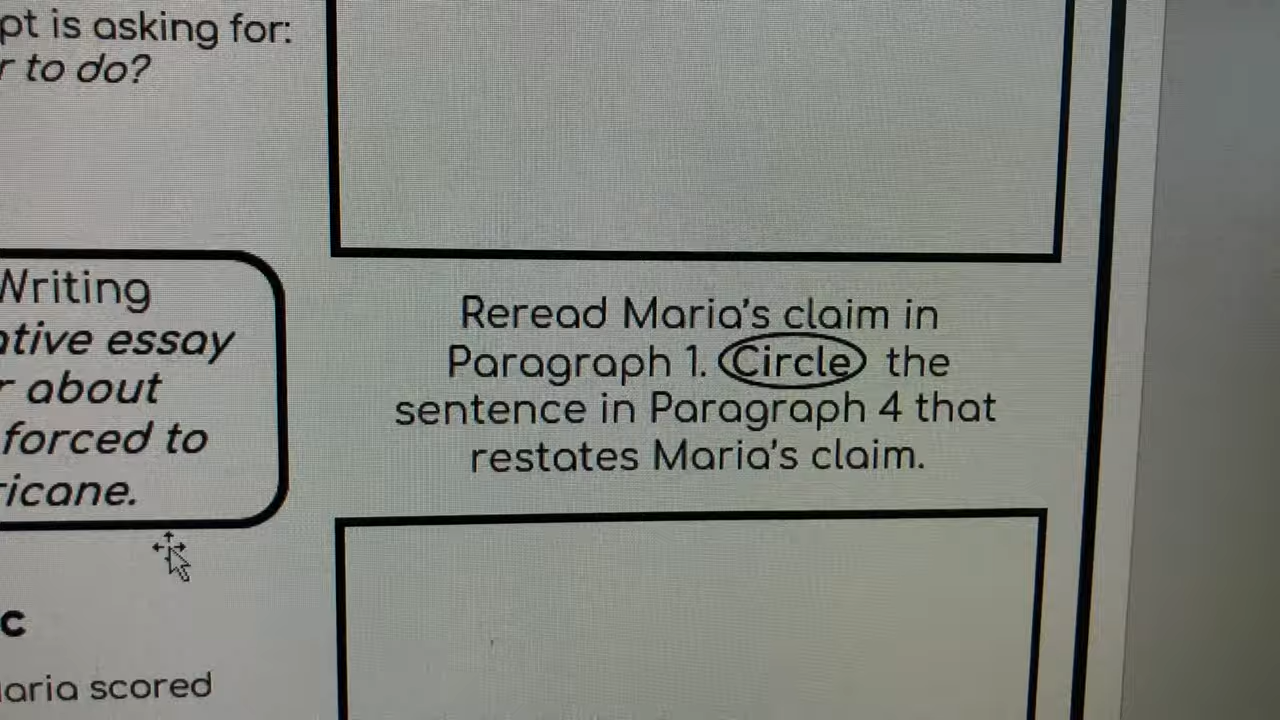 pt is asking for:
r to do?
Writing
ative essay
r about
forced to
ricane.
Reread Maria's claim in
Paragraph 1. Circle the
sentence in Paragraph 4 that
restates Maria's claim.
c
aria scored